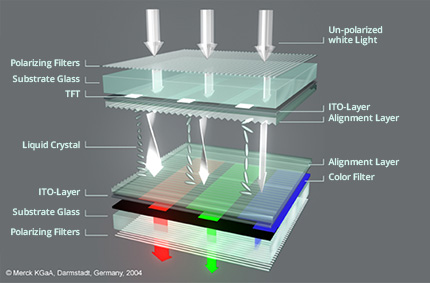 Un-polarized
white Light
Polarizing Filters
Substrate Glass
TFT
ITO-Layer
Alignment Layer
Liquid Crystal
Alignment Layer
Color Filter
ITO-Layer
Substrate Glass
Polarizing Filters
© Merck KGaA, Darmstadt, Germany, 2004